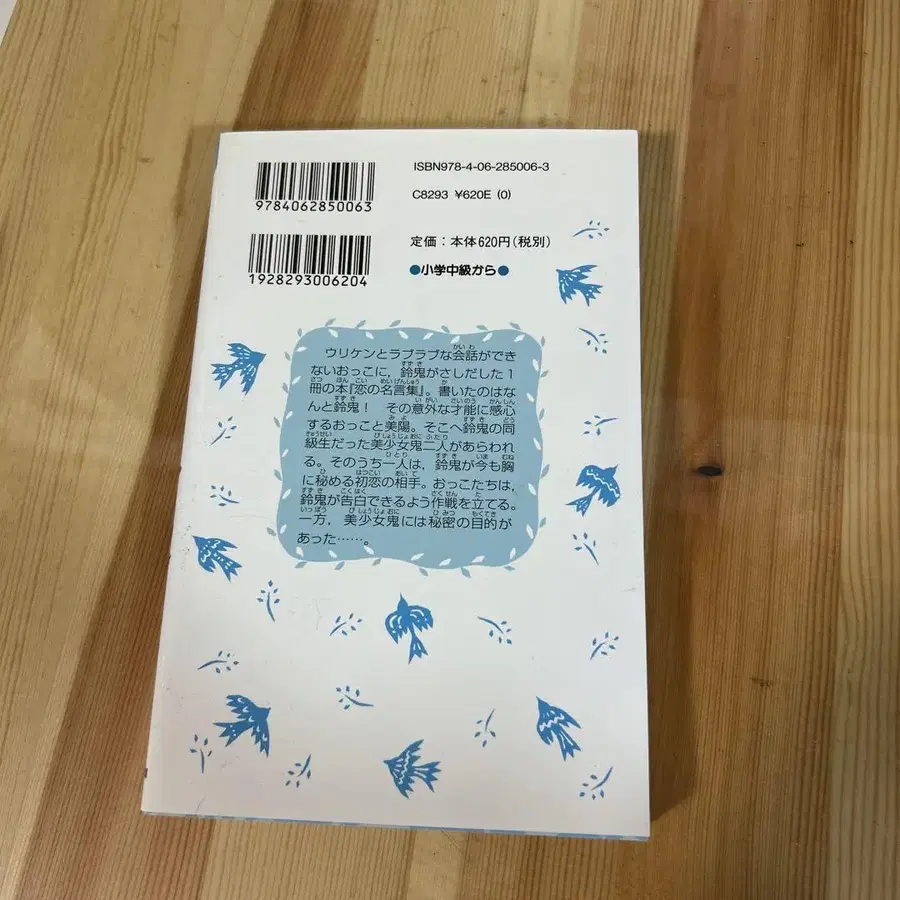 ISBN978-4-06-285006-3
9784062850063
C8293 ¥620E (0)
定価：本体620円(税別)
1928293006204
●小学中級から●
ウリケンとラブラブな会話ができ
ないおっこに，鈴鬼がさしだした1
冊の本『恋の名言集』。書いたのはな
んと鈴鬼！　その意外な才能に感心
するおっこと美陽。そこへ鈴鬼の同
級生だった美少女鬼二人があらわれ
る。そのうち一人は，鈴鬼が今も胸
に秘める初恋の相手。おっこたちは，
鈴鬼が告白できるよう作戦を立てる。
一方，美少女鬼には秘密の目的が
あった……。